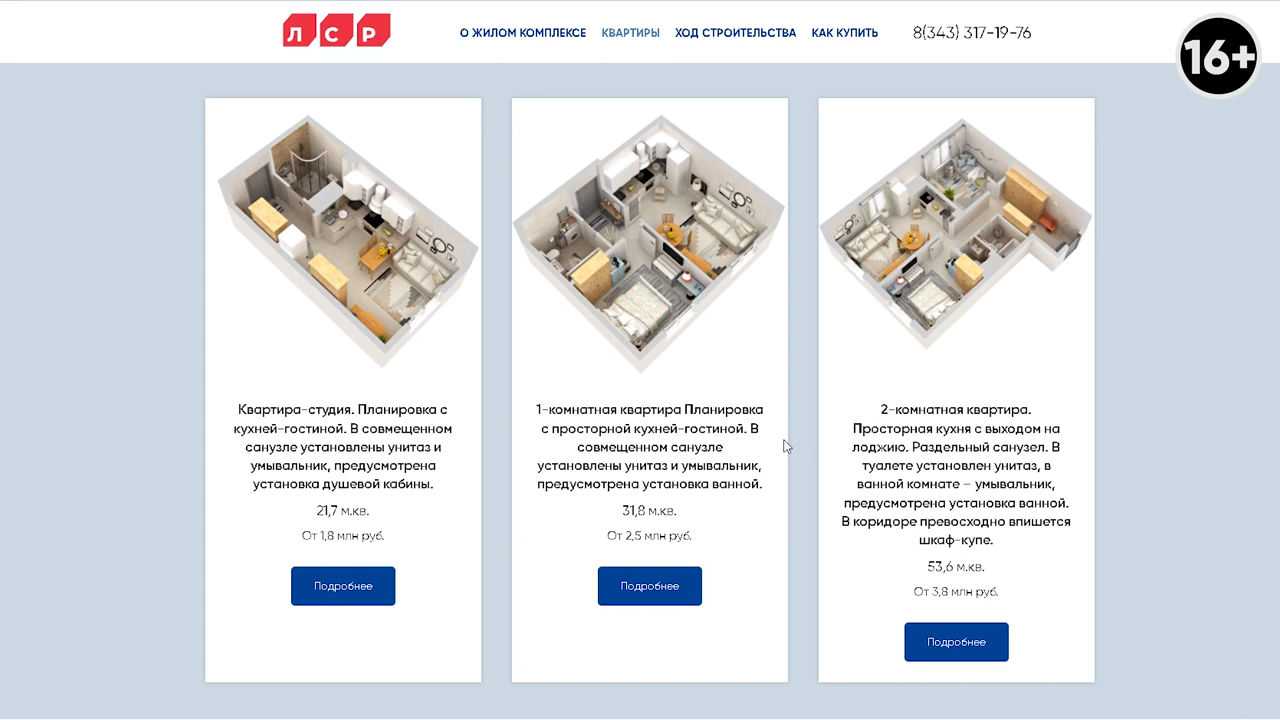 ЛСР
О ЖИЛОМ КОМПЛЕКСЕ КВАРТИРЫ ХОД СТРОИТЕЛЬСТВА КАК КУПИТЬ 8(343) 317-19-76
16+
Квартира-студия. Планировка с
кухней-гостиной. В совмещенном
санузле установлены унитаз и
умывальник, предусмотрена
установка душевой кабины.
21,7 м.кв.
От 1,8 млн руб.
Подробнее
1-комнатная квартира Планировка
с просторной кухней-гостиной. В
совмещенном санузле
установлены унитаз и умывальник,
предусмотрена установка ванной.
31,8 м.кв.
От 2,5 млн руб.
Подробнее
2-комнатная квартира.
Просторная кухня с выходом на
лоджию. Раздельный санузел. В
туалете установлен унитаз, в
ванной комнате – умывальник,
предусмотрена установка ванной.
В коридоре превосходно впишется
шкаф-купе.
53,6 м.кв.
От 3,8 млн руб.
Подробнее